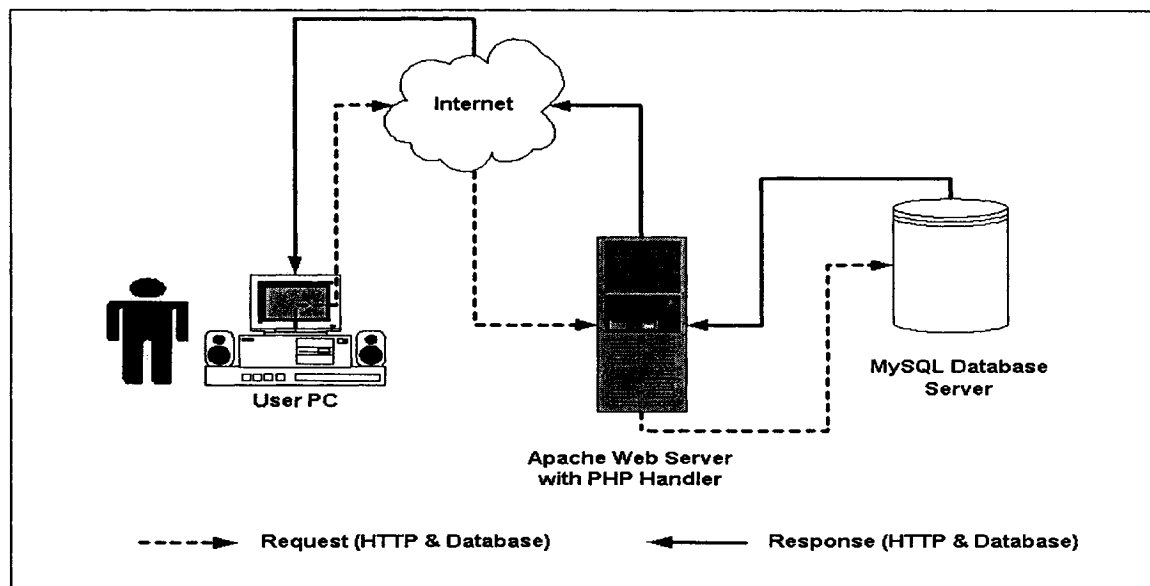 Internet
User PC
MySQL Database
Server
Apache Web Server
with PHP Handler
Request (HTTP & Database)
Response (HTTP & Database)